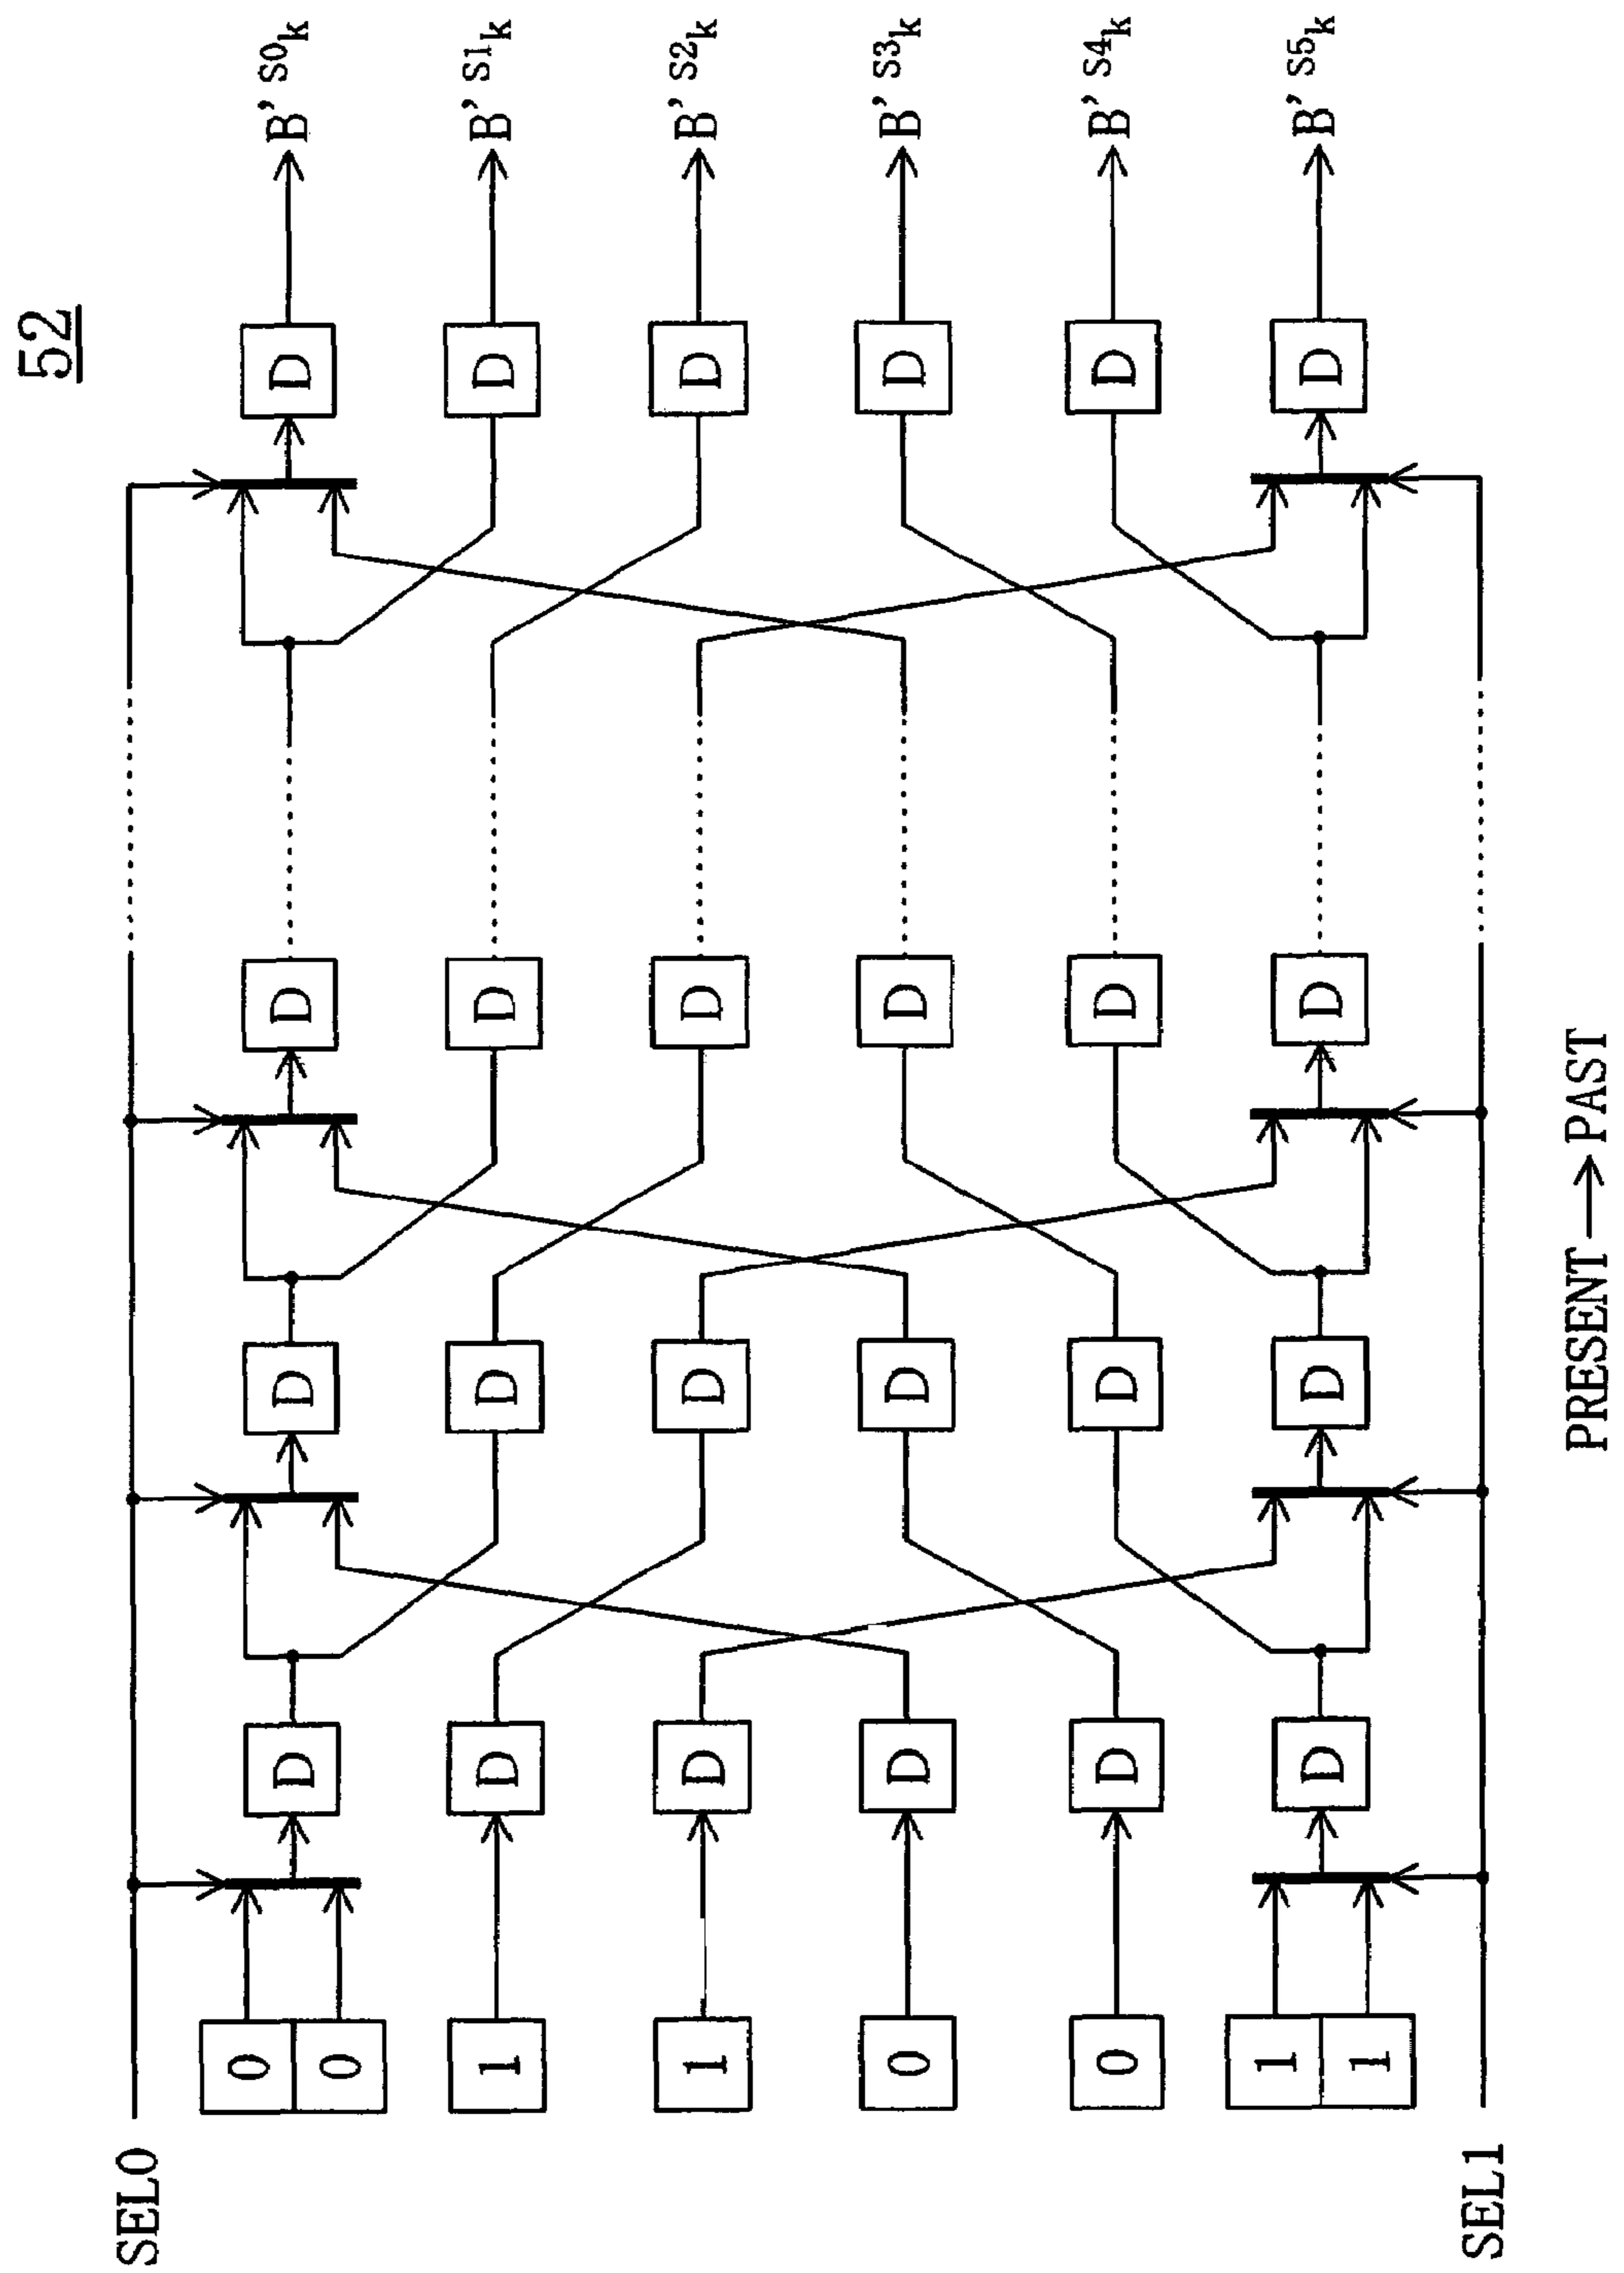 52
SEL0
0
D D D D B'S0k
0
1 D D D D B'S1k
1 D D D D B'S2k
0 D D D D B'S3k
0 D D D D B'S4k
1
D D D D B'S5k
1
SEL1
PRESENT→PAST